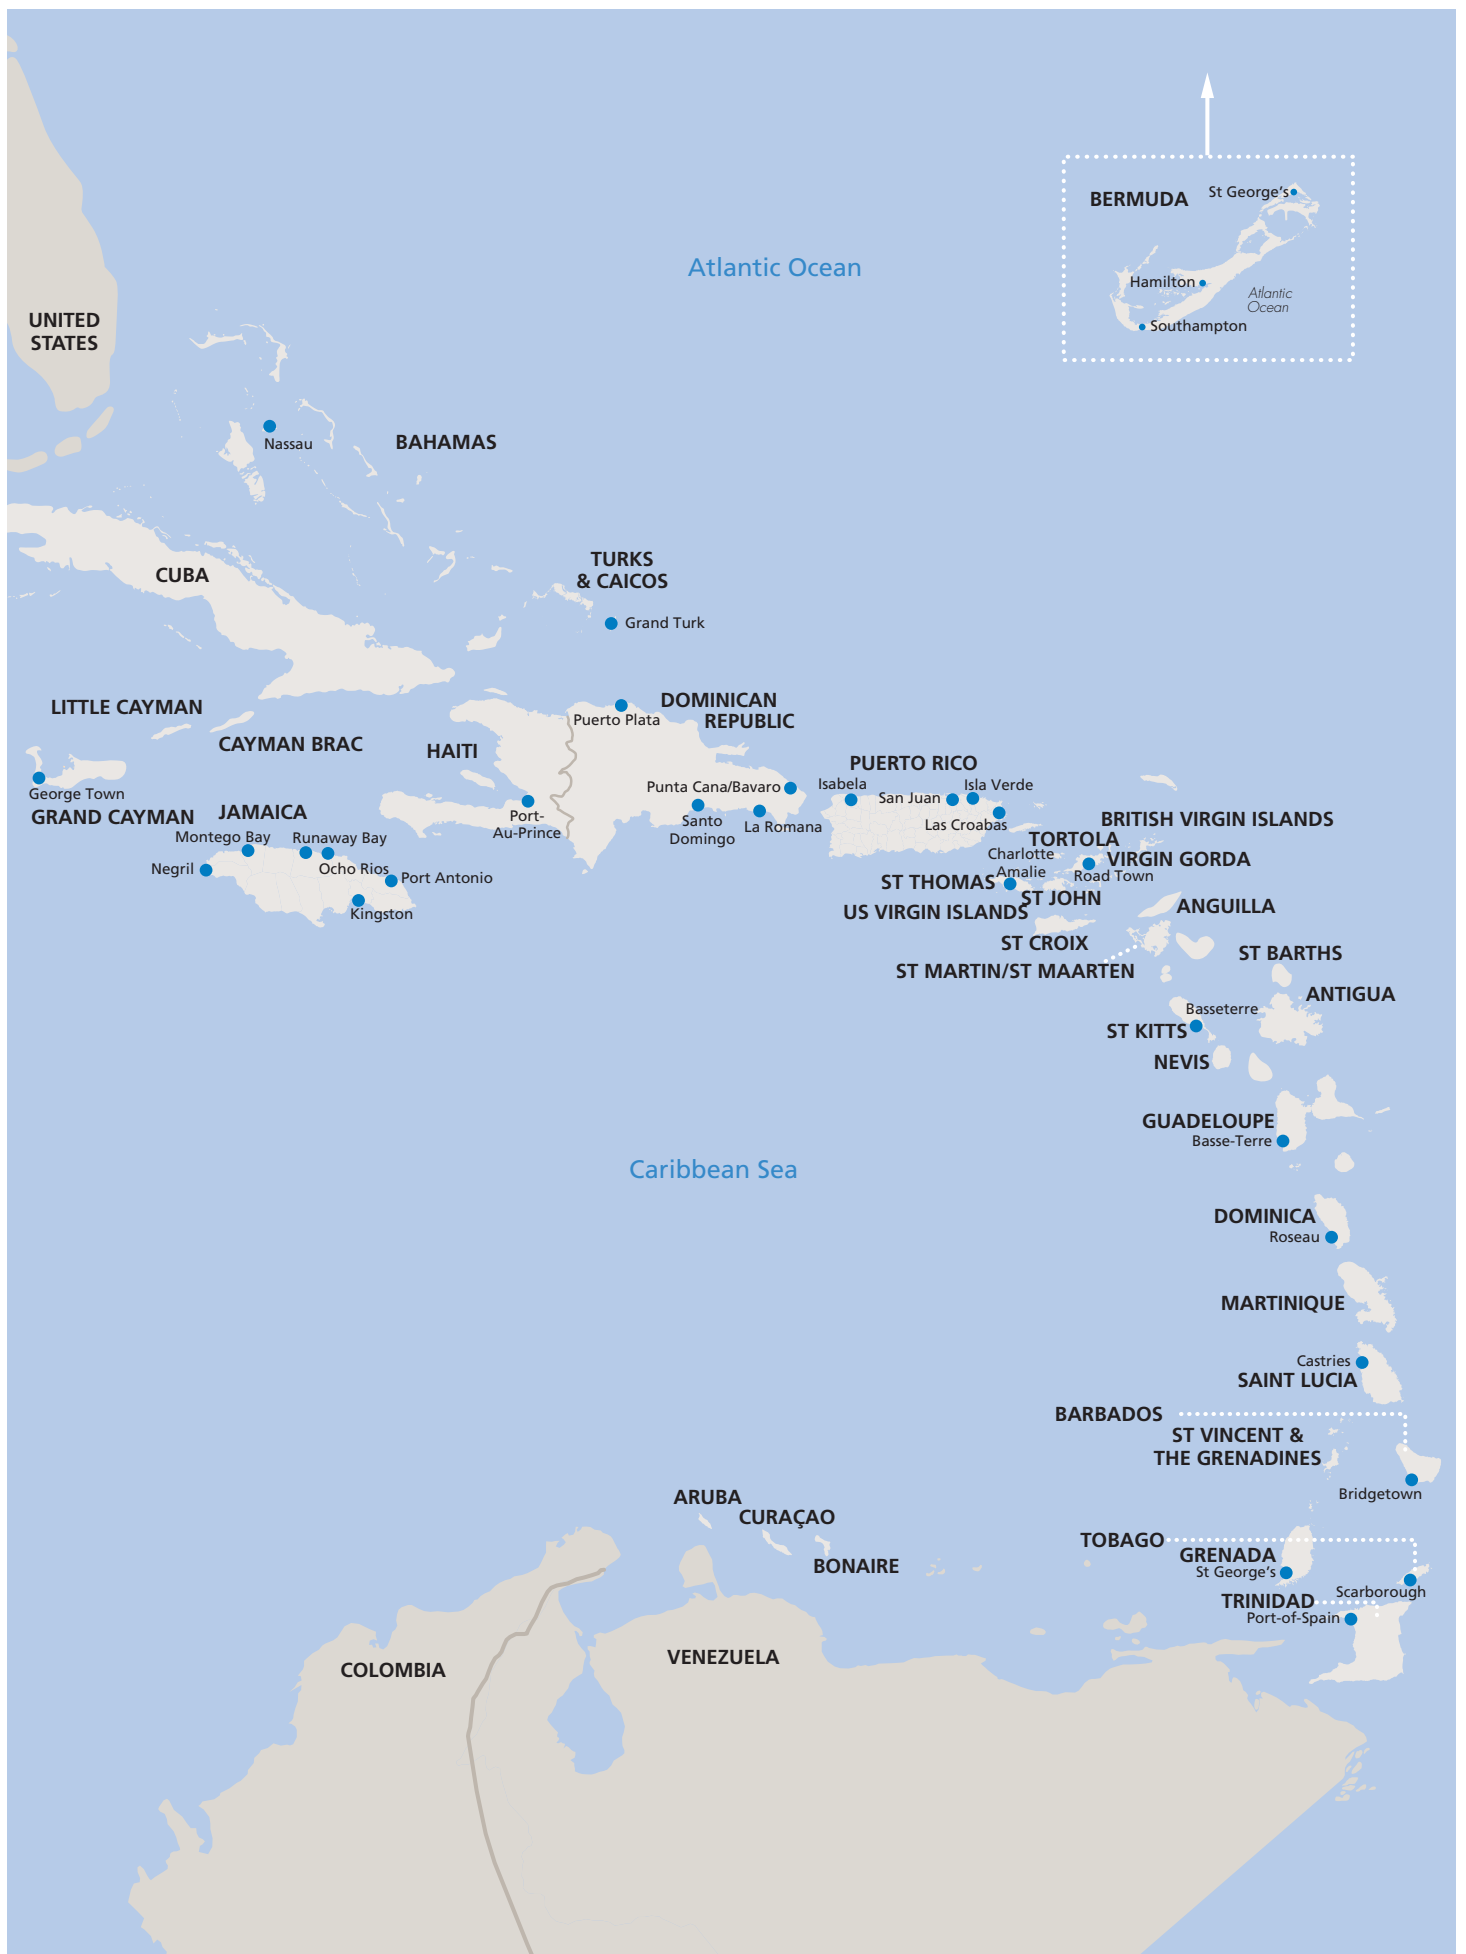 BERMUDA
St George's
Hamilton
Atlantic
Ocean
Southampton
Atlantic Ocean
UNITED
STATES
Nassau
BAHAMAS
TURKS
& CAICOS
CUBA
Grand Turk
LITTLE CAYMAN
CAYMAN BRAC
DOMINICAN
REPUBLIC
Puerto Plata
HAITI
PUERTO RICO
George Town
GRAND CAYMAN
JAMAICA
Montego Bay
Runaway Bay
Negril
Ocho Rios
Port Antonio
Kingston
Port-
Au-Prince
Punta Cana/Bavaro
Santo
Domingo
La Romana
Isabela
San Juan
Isla Verde
Las Croabas
BRITISH VIRGIN ISLANDS
TORTOLA
VIRGIN GORDA
Charlotte
Amalie
Road Town
ST THOMAS
ST JOHN
US VIRGIN ISLANDS
ANGUILLA
ST CROIX
ST BARTHS
ST MARTIN/ST MAARTEN
ANTIGUA
Basseterre
ST KITTS
NEVIS
GUADELOUPE
Basse-Terre
Caribbean Sea
DOMINICA
Roseau
MARTINIQUE
Castries
SAINT LUCIA
BARBADOS
ST VINCENT &
THE GRENADINES
Bridgetown
ARUBA
CURAÇAO
BONAIRE
TOBAGO
GRENADA
St George's
Scarborough
TRINIDAD
Port-of-Spain
COLOMBIA
VENEZUELA